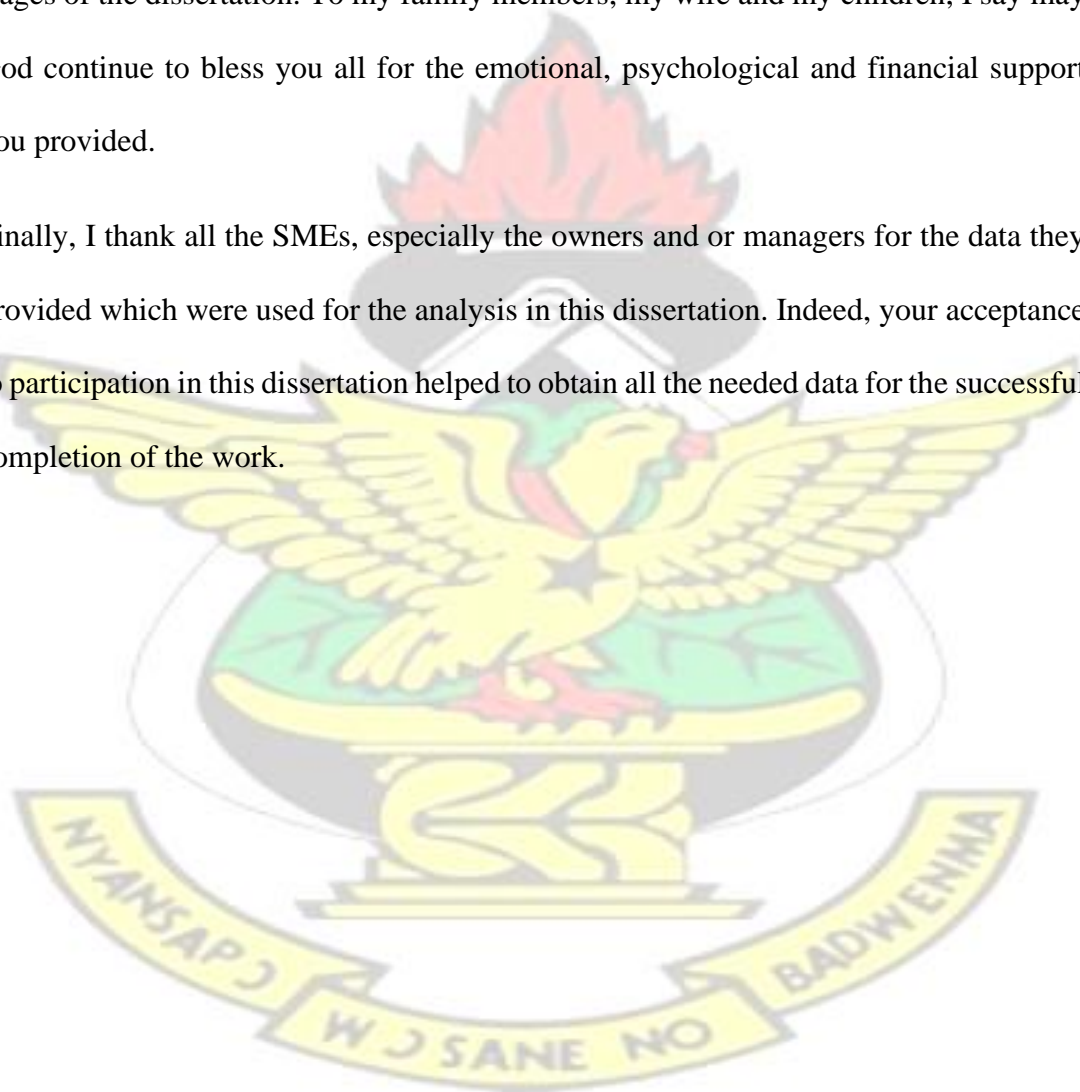 ages of the dissertation. To my family members, my wife and my children, I say may
od continue to bless you all for the emotional, psychological and financial support
ou provided.
inally, I thank all the SMEs, especially the owners and or managers for the data they
rovided which were used for the analysis in this dissertation. Indeed, your acceptance
o participation in this dissertation helped to obtain all the needed data for the successful
ompletion of the work.
NYANSAPƆ
WƆSANE NO
BADWENMA